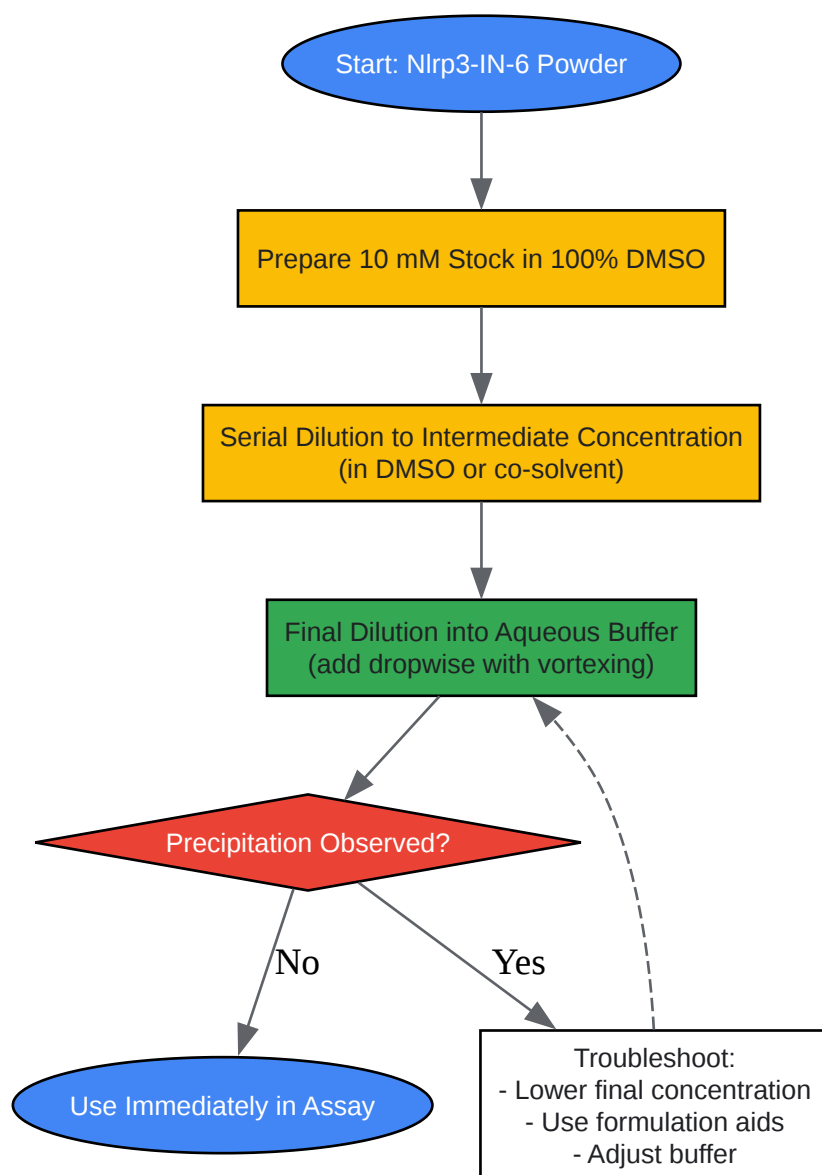 Start: Nlrp3-IN-6 Powder
Prepare 10 mM Stock in 100% DMSO
Serial Dilution to Intermediate Concentration
(in DMSO or co-solvent)
Final Dilution into Aqueous Buffer
(add dropwise with vortexing)
Precipitation Observed?
No
Yes
Use Immediately in Assay
Troubleshoot:
- Lower final concentration
- Use formulation aids
- Adjust buffer